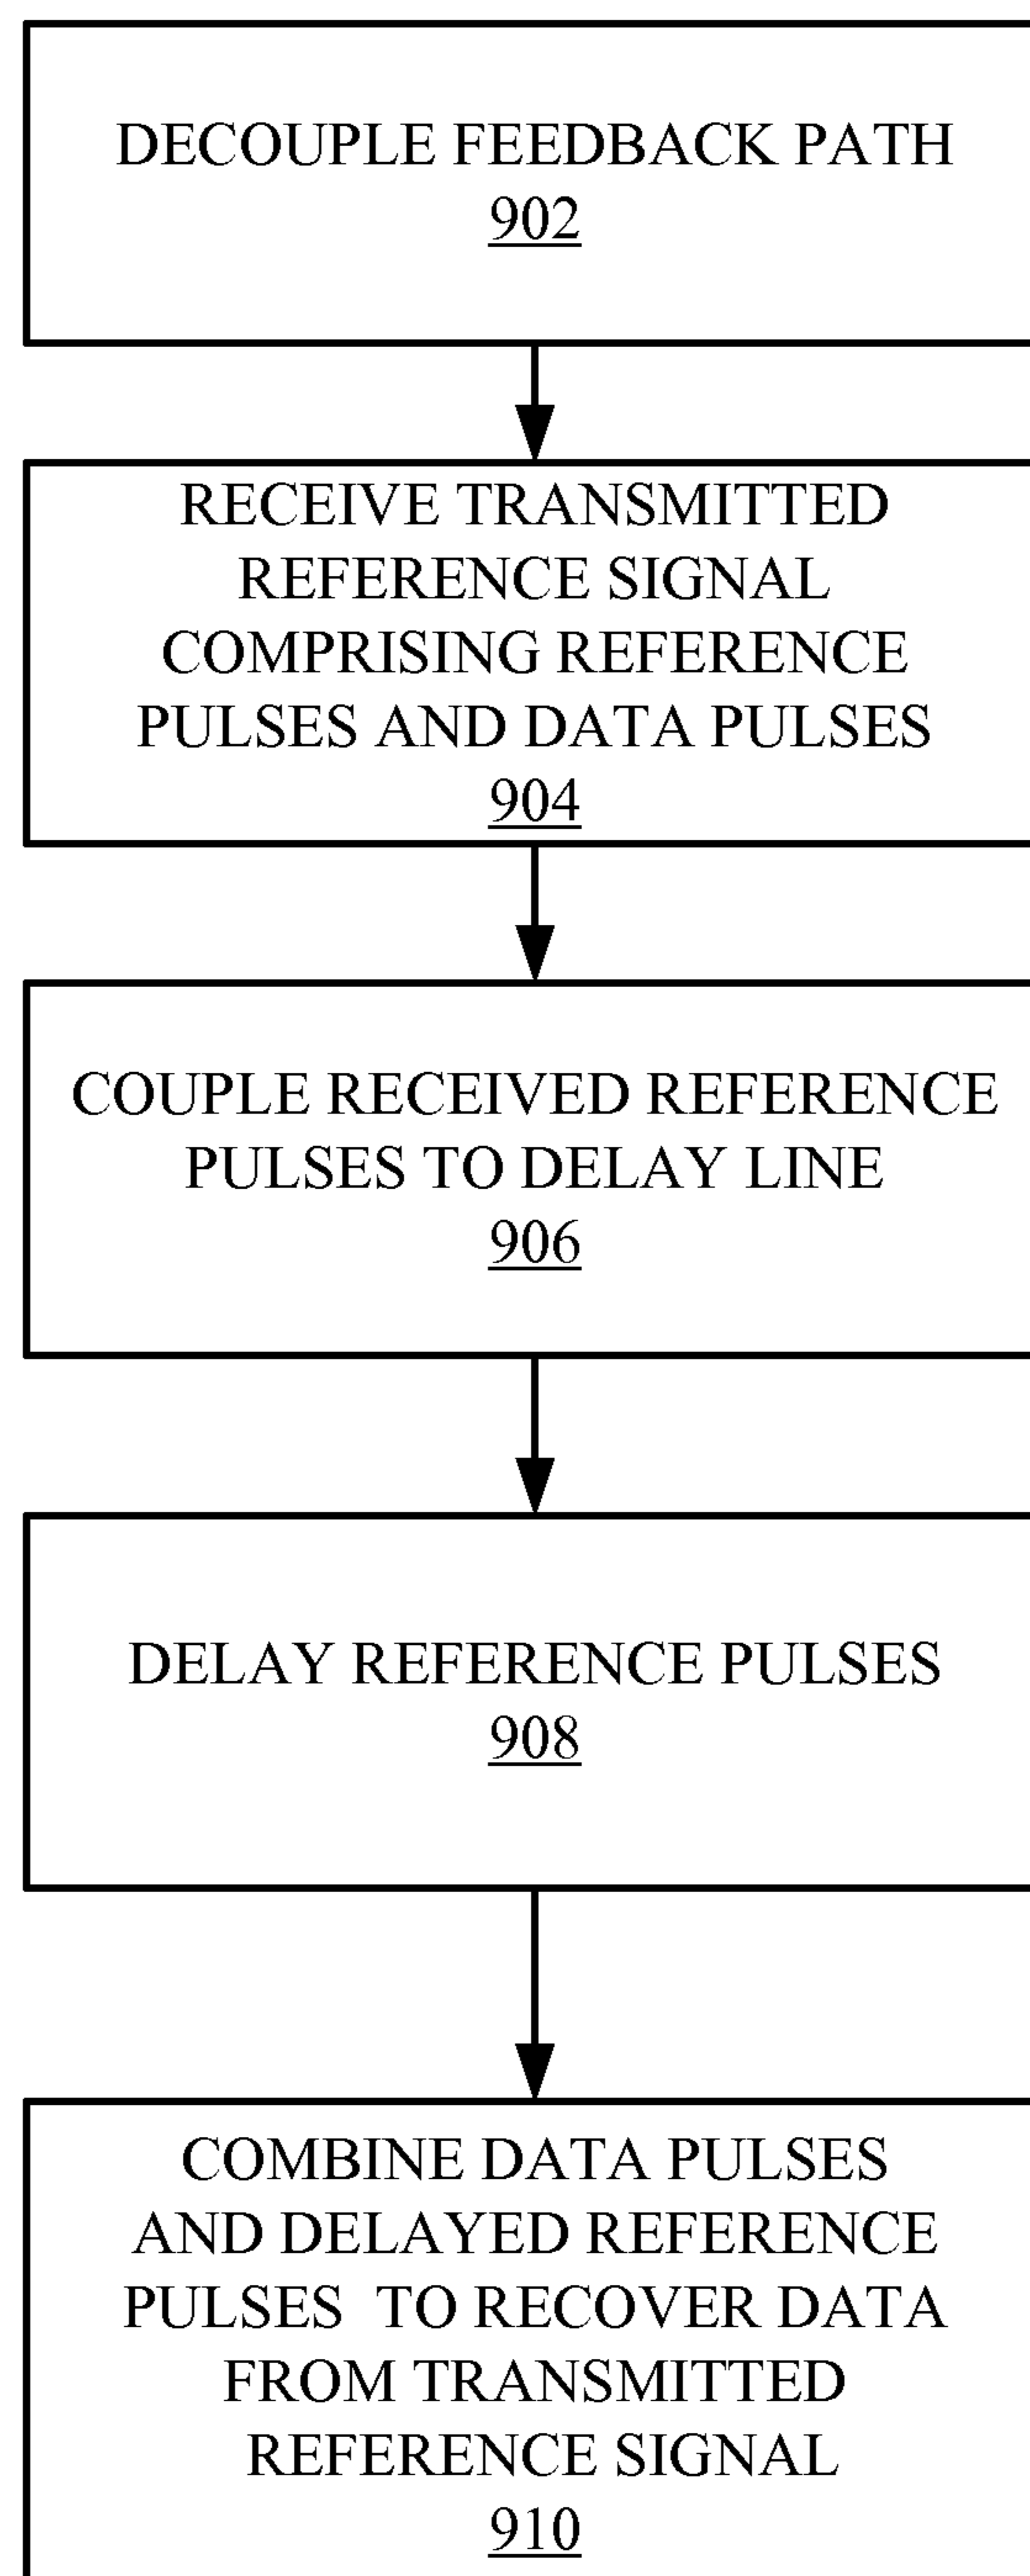 DECOUPLE FEEDBACK PATH
902
RECEIVE TRANSMITTED
REFERENCE SIGNAL
COMPRISING REFERENCE
PULSES AND DATA PULSES
904
COUPLE RECEIVED REFERENCE
PULSES TO DELAY LINE
906
DELAY REFERENCE PULSES
908
COMBINE DATA PULSES
AND DELAYED REFERENCE
PULSES TO RECOVER DATA
FROM TRANSMITTED
REFERENCE SIGNAL
910